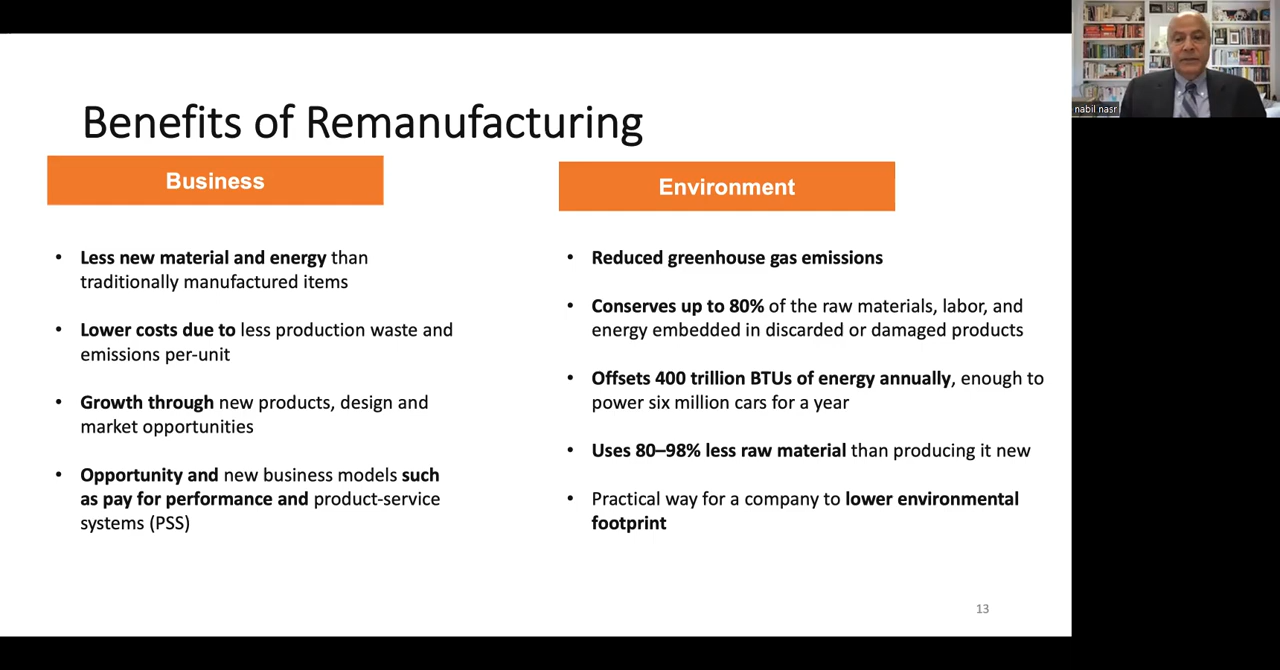 Benefits of Remanufacturing
Business
• Less new material and energy than
traditionally manufactured items
• Lower costs due to less production waste and
emissions per-unit
• Growth through new products, design and
market opportunities
• Opportunity and new business models such
as pay for performance and product-service
systems (PSS)
Environment
• Reduced greenhouse gas emissions
• Conserves up to 80% of the raw materials, labor, and
energy embedded in discarded or damaged products
• Offsets 400 trillion BTUs of energy annually, enough to
power six million cars for a year
• Uses 80–98% less raw material than producing it new
• Practical way for a company to lower environmental
footprint
13
nabil nasr